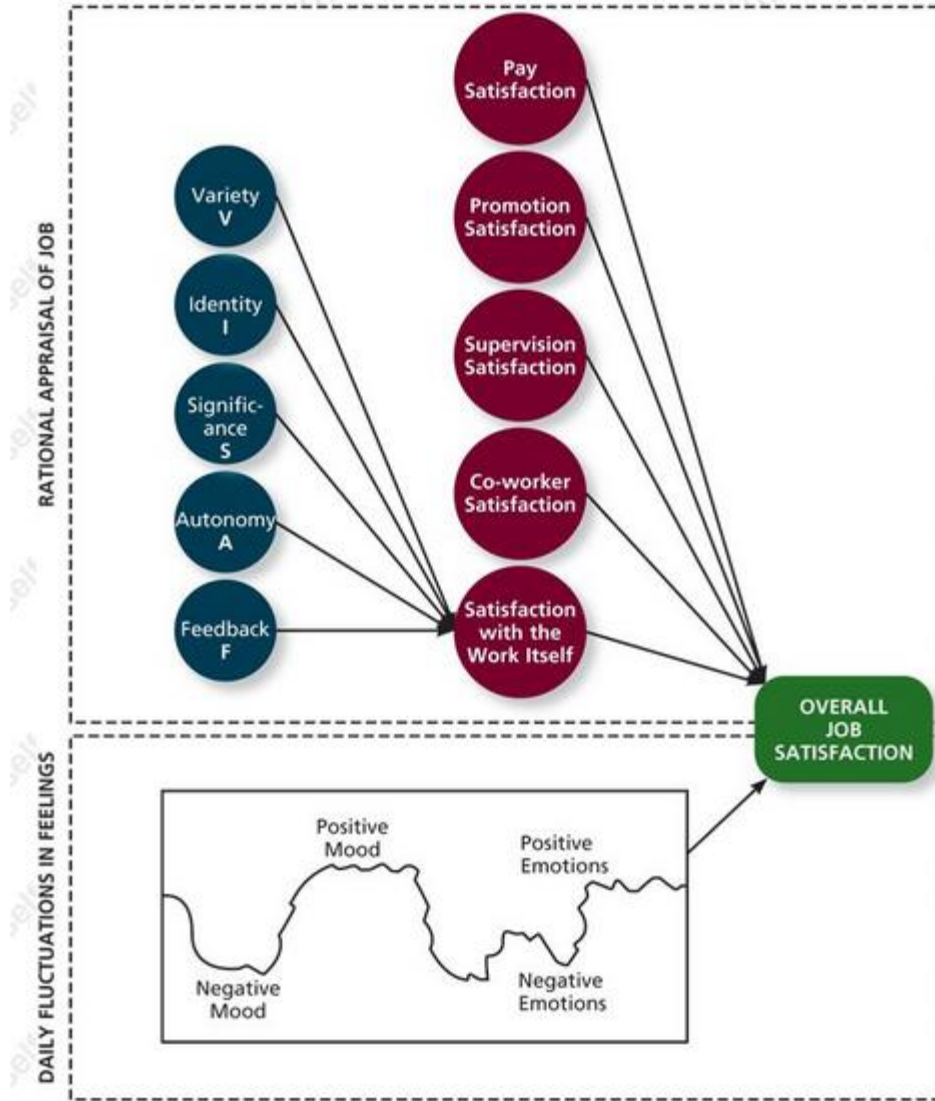 RATIONAL APPRAISAL OF JOB
Variety
V
Identity
I
Signific-
ance
S
Autonomy
A
Feedback
F
Pay
Satisfaction
Promotion
Satisfaction
Supervision
Satisfaction
Co-worker
Satisfaction
Satisfaction
with the
Work Itself
OVERALL
JOB
SATISFACTION
DAILY FLUCTUATIONS IN FEELINGS
Positive
Mood
Positive
Emotions
Negative
Mood
Negative
Emotions